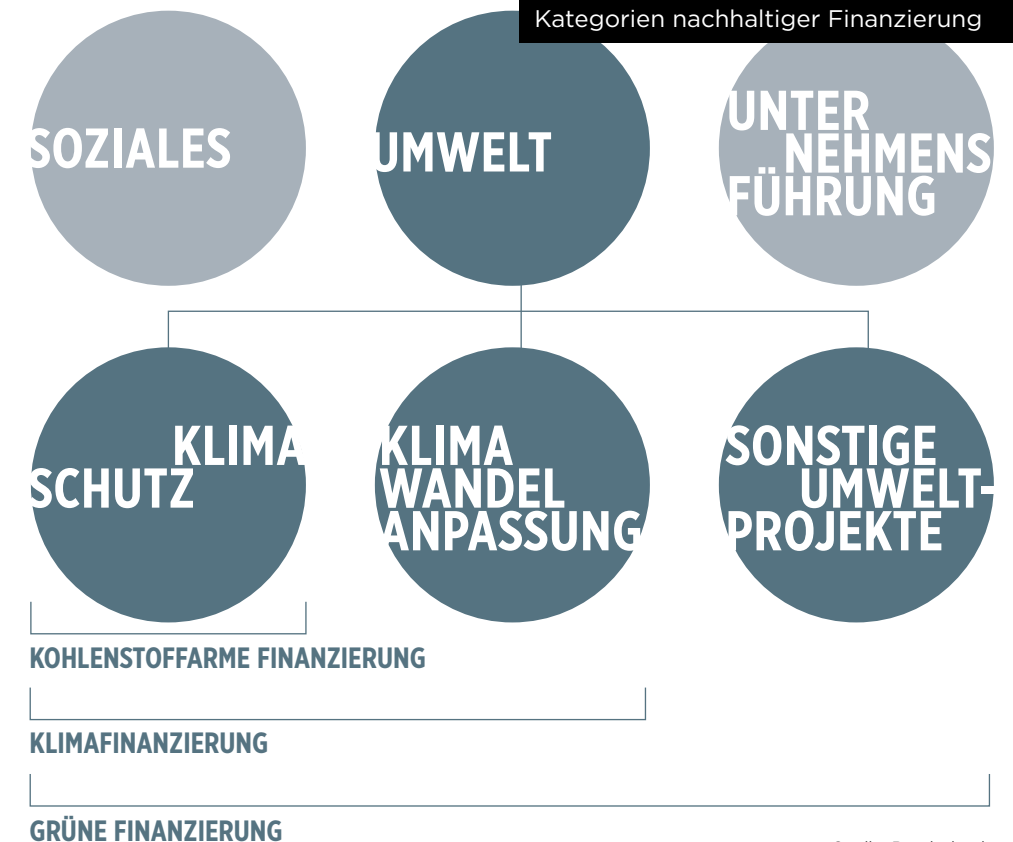 Kategorien nachhaltiger Finanzierung
SOZIALES
UMWELT
UNTER
NEHMENS
FÜHRUNG
KLIMA
SCHUTZ
KLIMA
WANDEL
ANPASSUNG
SONSTIGE
UMWELT-
PROJEKTE
KOHLENSTOFFARME FINANZIERUNG
KLIMAFINANZIERUNG
GRÜNE FINANZIERUNG